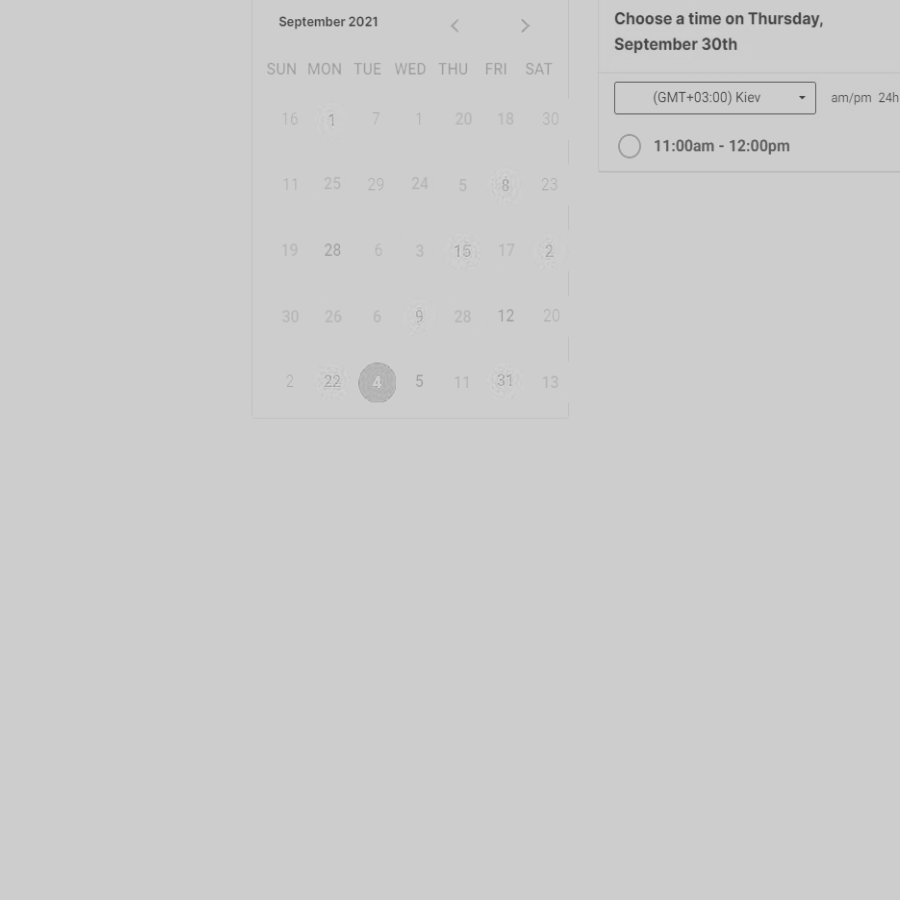 September 2021
SUN MON TUE WED THU FRI SAT
16 1 7 1 20 18 30
11 25 29 24 5 8 23
19 28 6 3 15 17 2
30 26 6 9 28 12 20
2 22 4 5 11 31 13
Choose a time on Thursday,
September 30th
(GMT+03:00) Kiev am/pm 24h
11:00am - 12:00pm